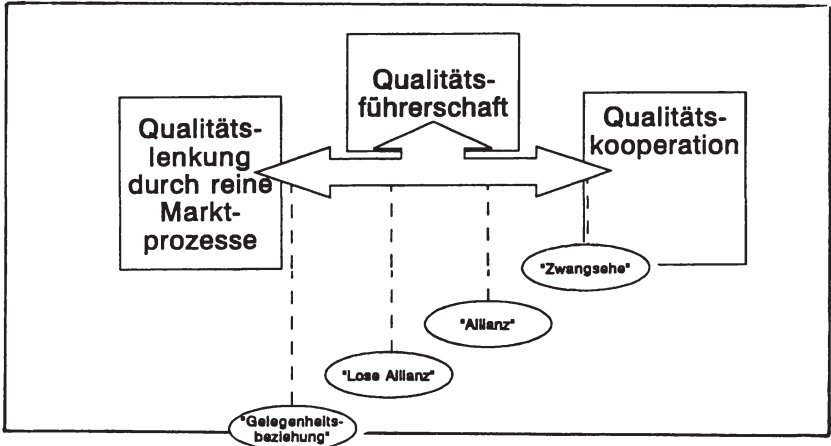 Qualitäts-
führerschaft
Qualitäts-
lenkung
durch reine
Markt-
prozesse
Qualitäts-
kooperation
"Zwangsehe"
"Allianz"
"Lose Allianz"
"Gelegenheits-
beziehung"